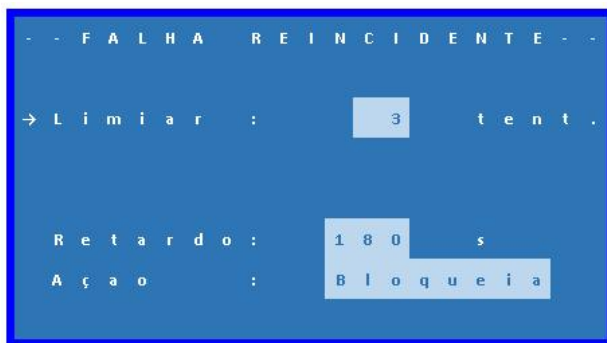 --FALHA REINCIDENTE--
→Limiar : 3 tent.
Retardo: 180 s
Açao : Bloqueia